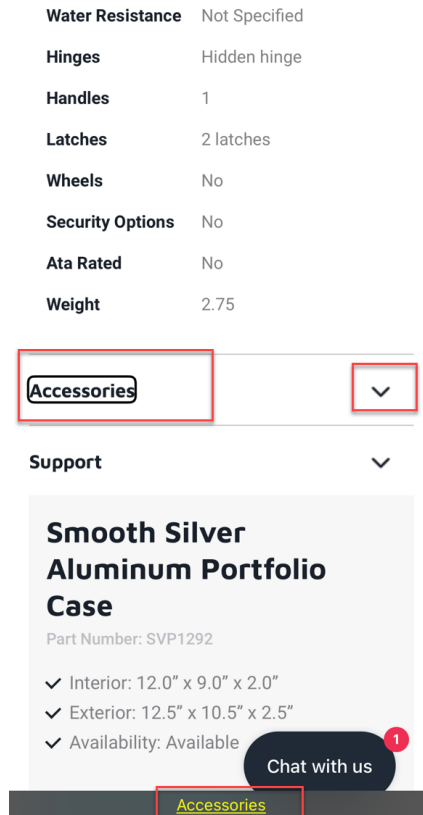 Water Resistance Not Specified
Hinges Hidden hinge
Handles 1
Latches 2 latches
Wheels No
Security Options No
Ata Rated No
Weight 2.75
Accessories
Support
Smooth Silver
Aluminum Portfolio
Case
Part Number: SVP1292
Interior: 12.0” x 9.0” x 2.0”
Exterior: 12.5” x 10.5” x 2.5”
Availability: Available
1
Chat with us
Accessories